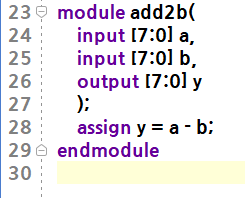 23 module add2b(
24 input [7:0] a,
25 input [7:0] b,
26 output [7:0] y
27 );
28 assign y = a - b;
29 endmodule
30